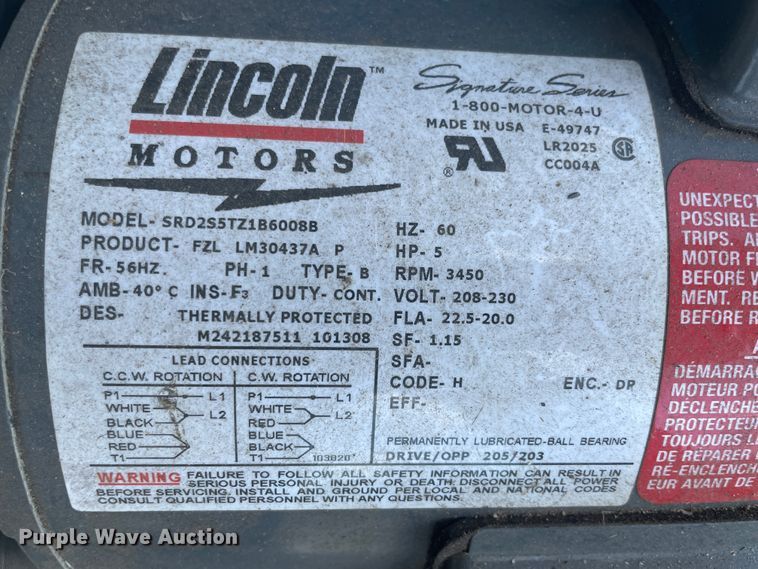 Lincoln™
MOTORS
Signature Series
1-800-MOTOR-4-U
MADE IN USA E-49747
LR2025
CC004A
MODEL- SRD2S5TZ1B6008B
PRODUCT- FZL LM30437A P
FR-56HZ. PH-1 TYPE-B
AMB-40°C INS-F3 DUTY-CONT.
DES- THERMALLY PROTECTED
M242187511 101308
HZ- 60
HP- 5
RPM- 3450
VOLT- 208-230
FLA- 22.5-20.0
SF- 1.15
SFA-
CODE- H ENC.- DP
EFF-
LEAD CONNECTIONS
C.C.W. ROTATION C.W. ROTATION
P1 L1 P1 L1
WHITE L2 WHITE L2
BLACK RED
BLUE BLACK
RED BLUE
T1 T1 103020
PERMANENTLY LUBRICATED-BALL BEARING
DRIVE/OPP 205/203
WARNING FAILURE TO FOLLOW ALL SAFETY INFORMATION CAN RESULT IN
SERIOUS PERSONAL INJURY OR DEATH. DISCONNECT ALL POWER
BEFORE SERVICING. INSTALL AND GROUND PER LOCAL AND NATIONAL CODES
CONSULT QUALIFIED PERSONNEL WITH ANY QUESTIONS.
UNEXPECT
POSSIBLE
TRIPS. A
MOTOR F
BEFORE W
MENT. RE
BEFORE R
DÉMARRA
MOTEUR PO
DÉCLENCHE
PROTECTEU
TOUJOURS L
DE RÉPARER
RÉ-ENCLENCH
EUR AVANT DE
Purple Wave Auction